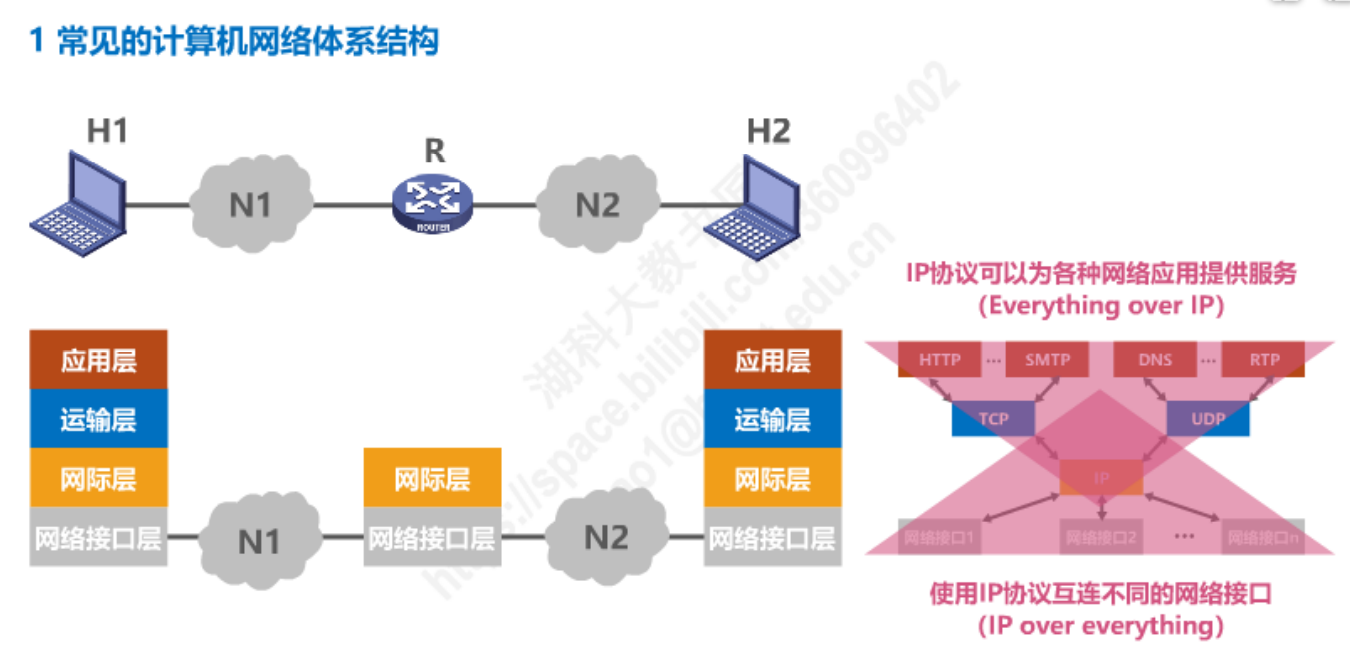 1 常见的计算机网络体系结构
H1
R
H2
N1
N2
ROUTER
IP协议可以为各种网络应用提供服务
(Everything over IP)
应用层
应用层
HTTP ... SMTP DNS ... RTP
运输层
运输层
TCP UDP
网际层
网际层
网际层
IP
网络接口层
N1
网络接口层
N2
网络接口层
网络接口1 网络接口2 ... 网络接口n
使用IP协议互连不同的网络接口
(IP over everything)
湖科大教书
https://space.bilibili.com
360996402
edu.cn